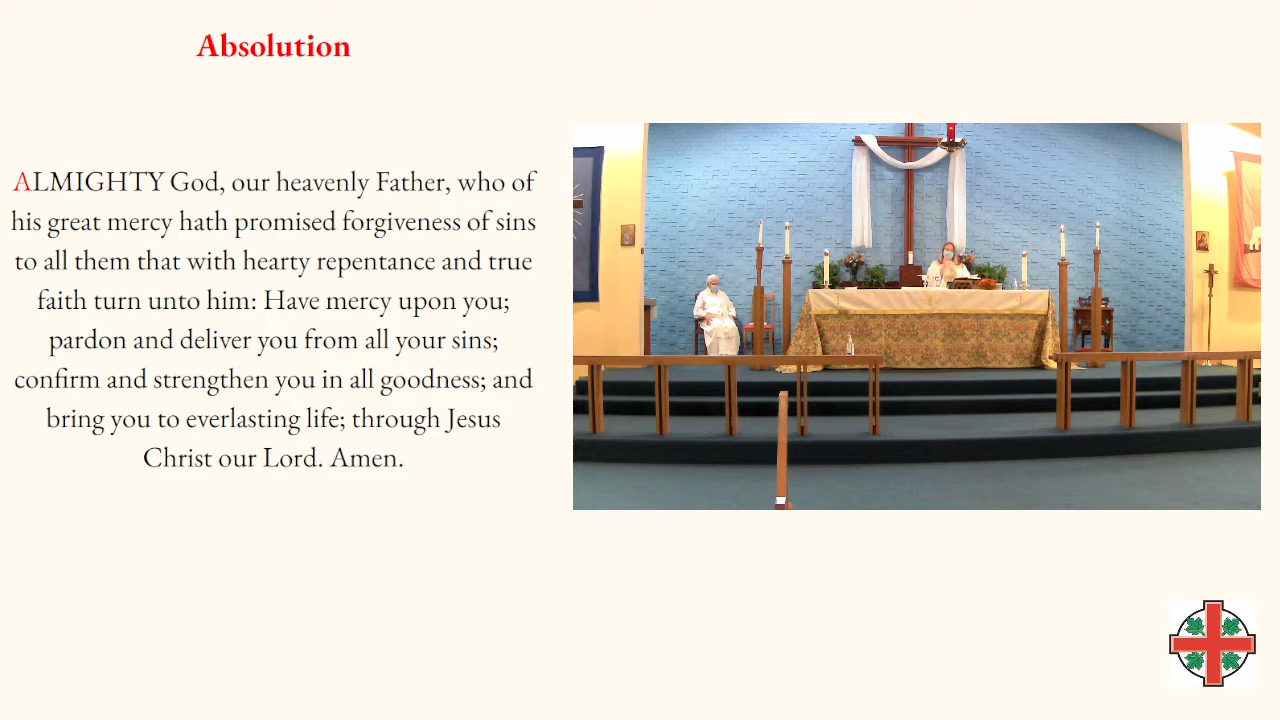 Absolution
ALMIGHTY God, our heavenly Father, who of
his great mercy hath promised forgiveness of sins
to all them that with hearty repentance and true
faith turn unto him: Have mercy upon you;
pardon and deliver you from all your sins;
confirm and strengthen you in all goodness; and
bring you to everlasting life; through Jesus
Christ our Lord. Amen.